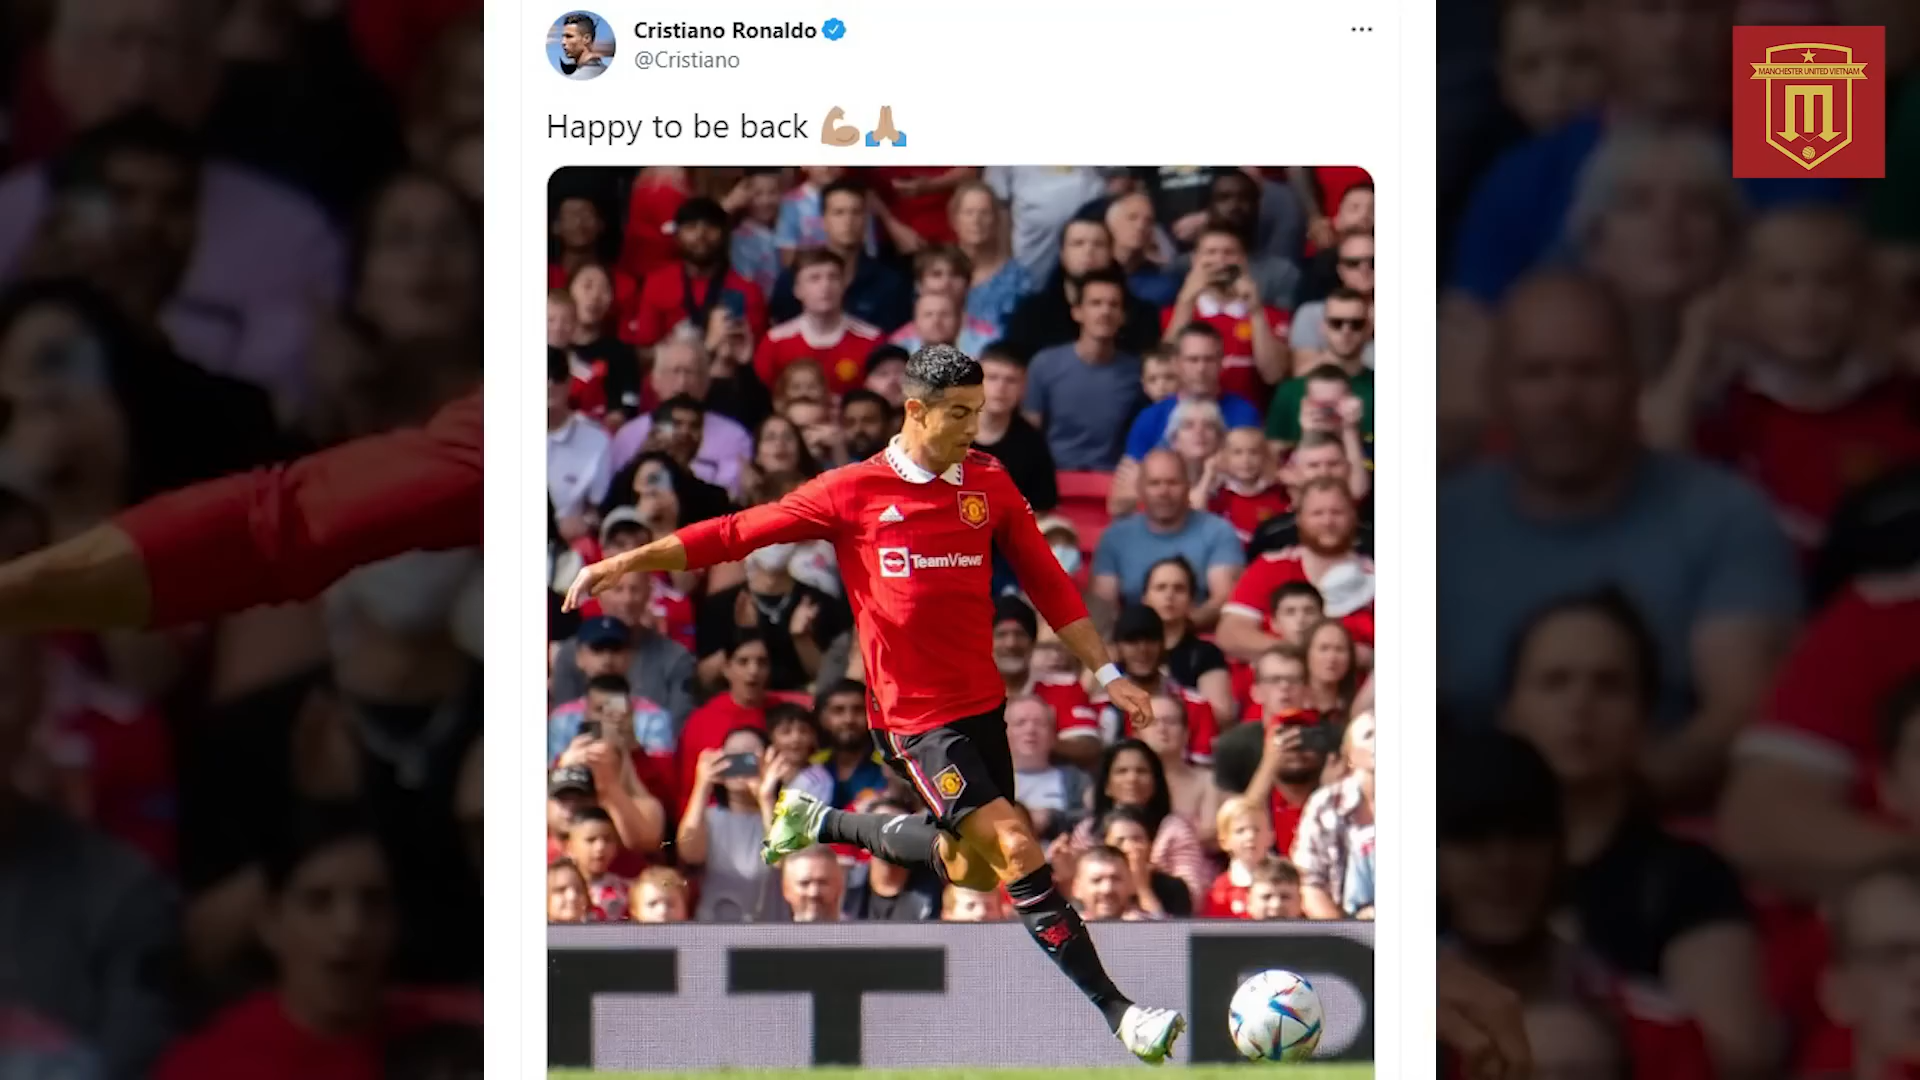 Cristiano Ronaldo
@Cristiano
MANCHESTER UNITED VIETNAM
M
Happy to be back 💪🏼🙏🏼
TeamViewer